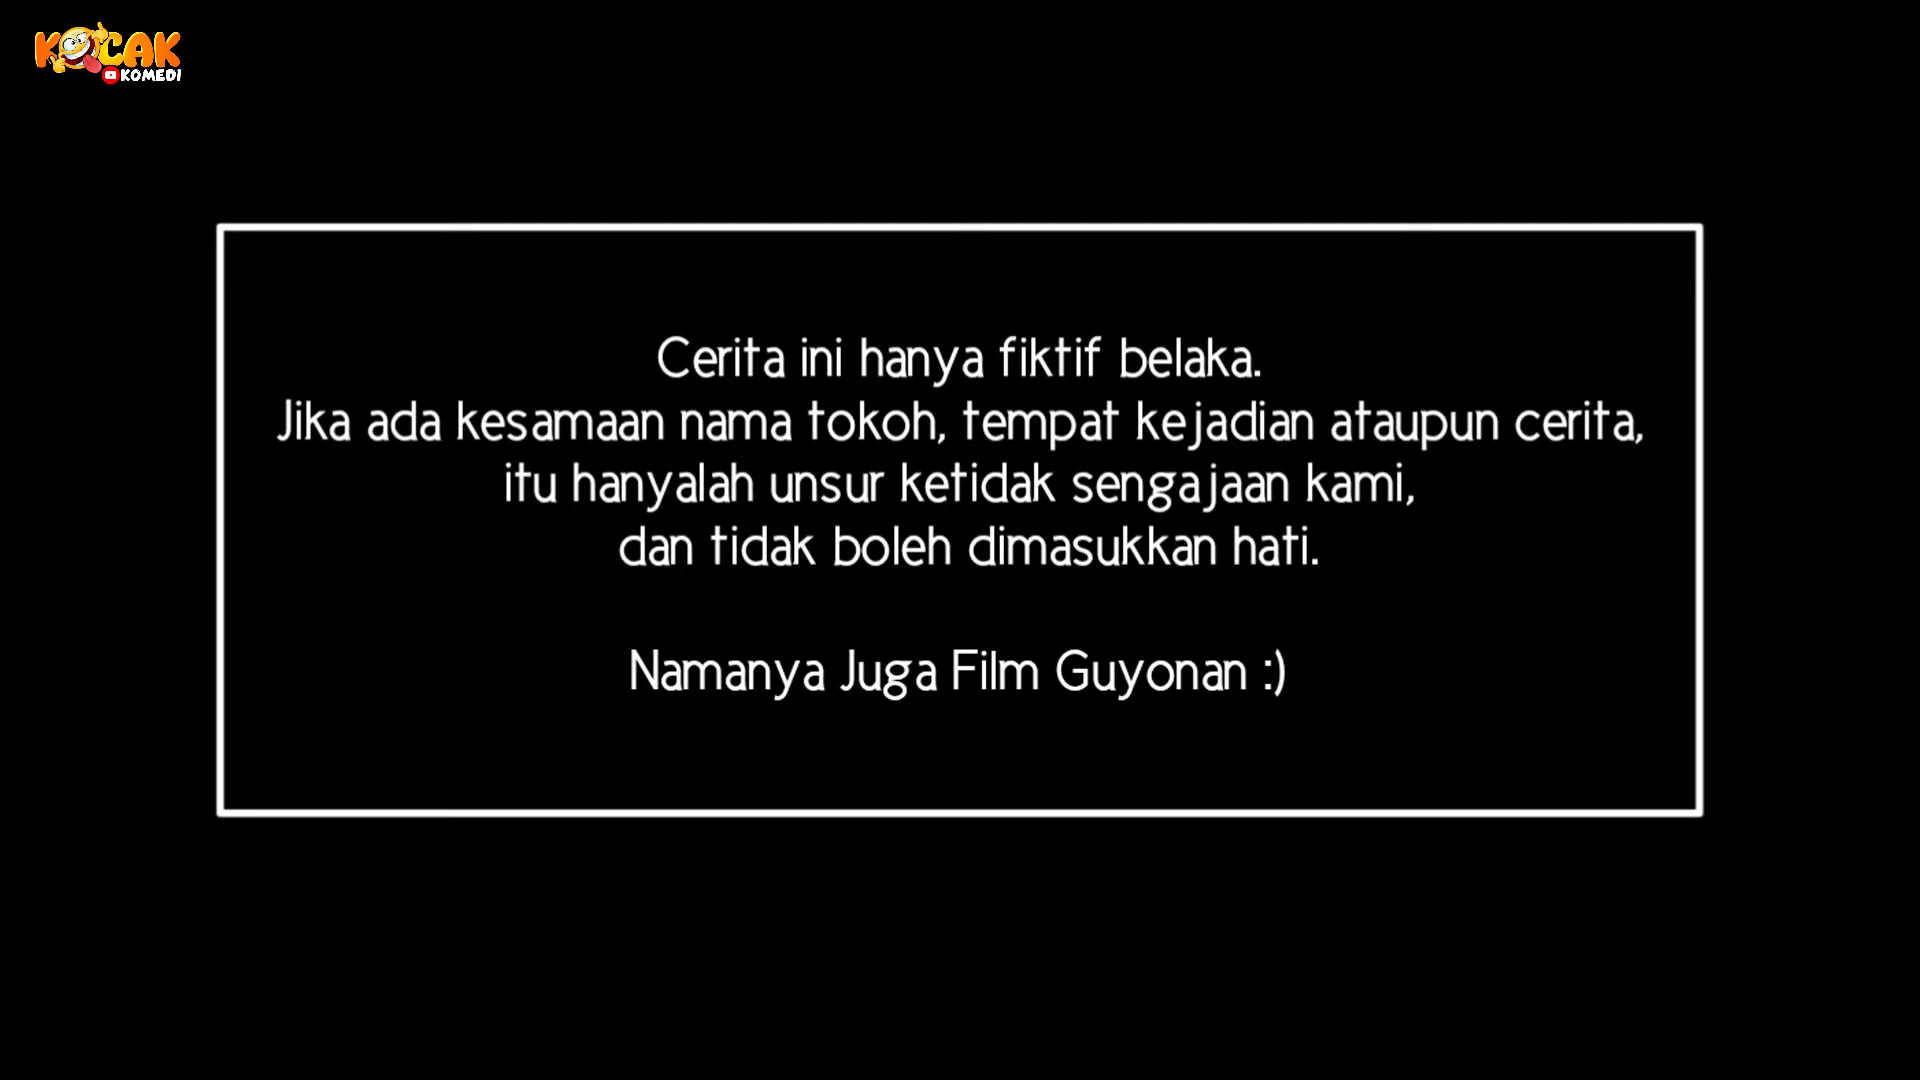 KOCAK
KOMEDI
Cerita ini hanya fiktif belaka.
Jika ada kesamaan nama tokoh, tempat kejadian ataupun cerita,
itu hanyalah unsur ketidak sengajaan kami,
dan tidak boleh dimasukkan hati.
Namanya Juga Film Guyonan :)